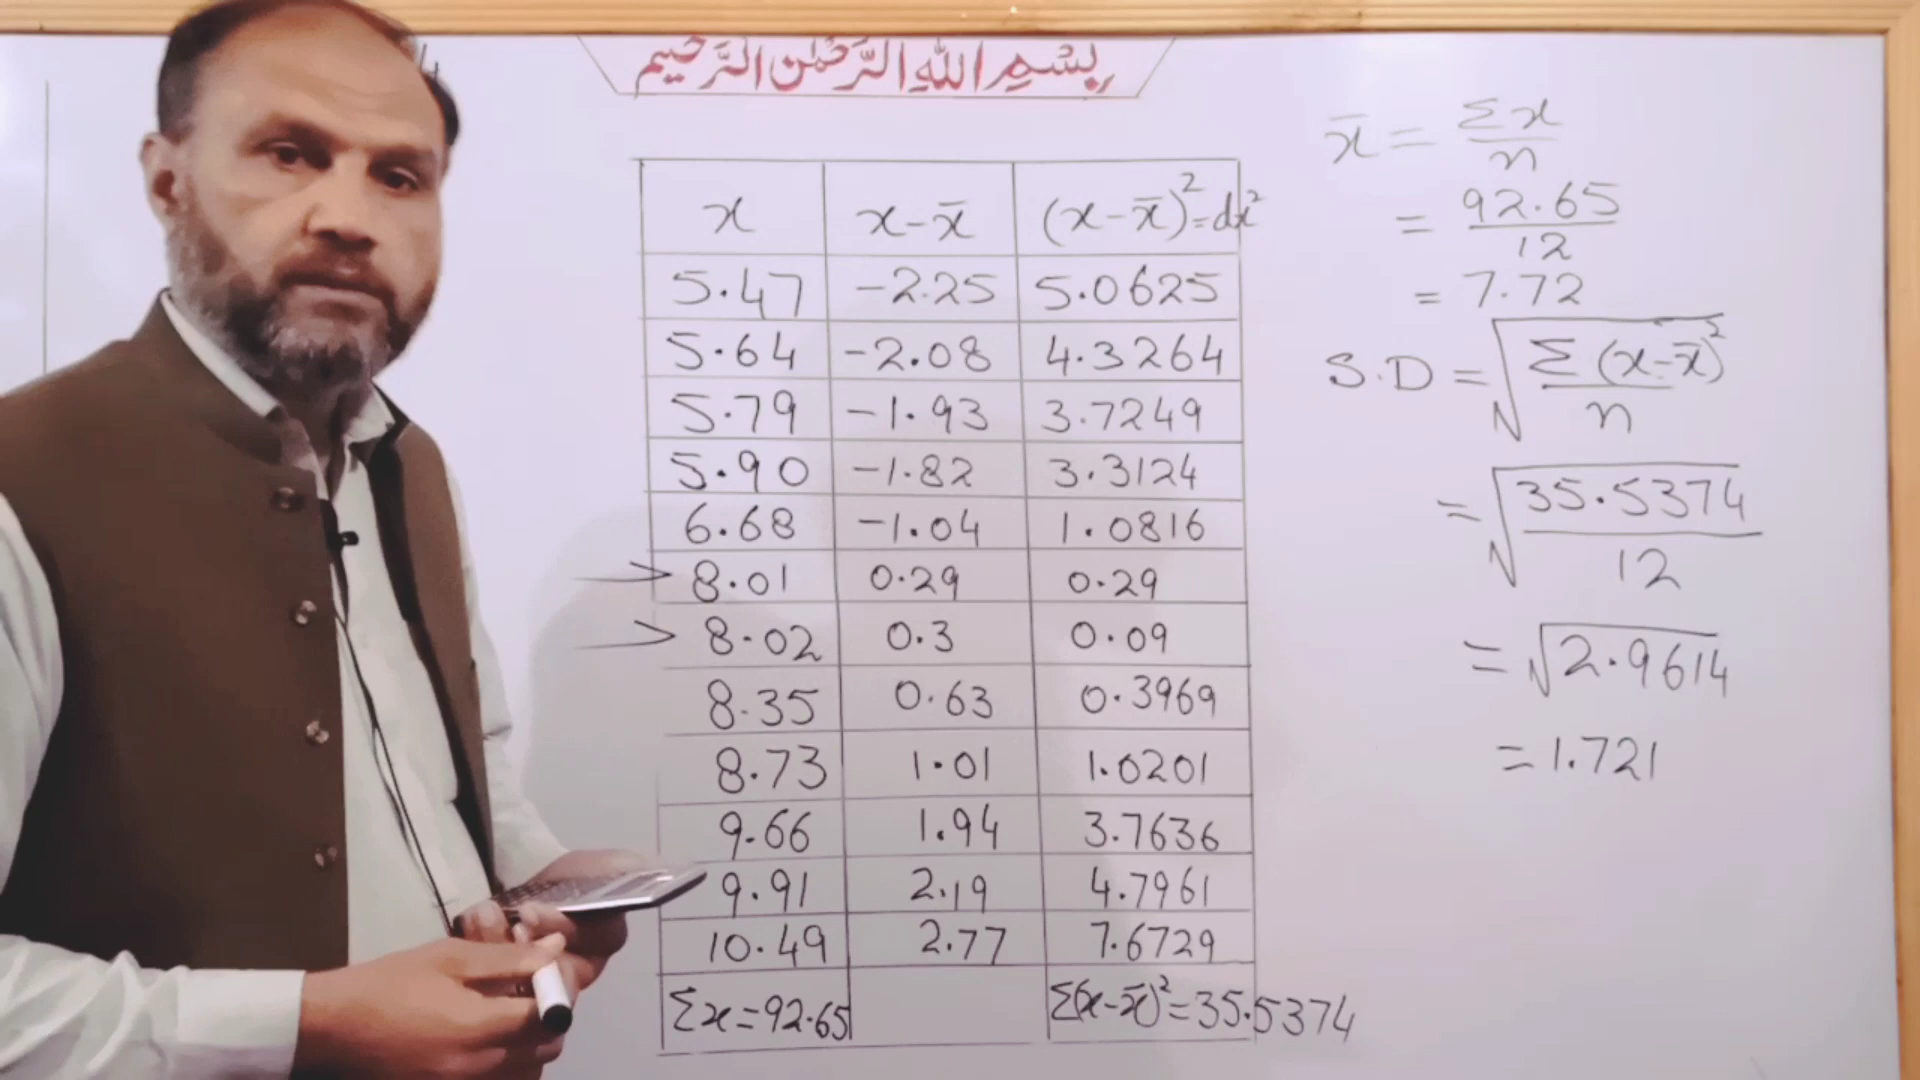 بِسْمِ اللهِ الرَّحْمٰنِ الرَّحِيْمِ
x | x-x̄ | (x-x̄)²=dx²
5.47 | -2.25 | 5.0625
5.64 | -2.08 | 4.3264
5.79 | -1.93 | 3.7249
5.90 | -1.82 | 3.3124
6.68 | -1.04 | 1.0816
→ 8.01 | 0.29 | 0.29
→ 8.02 | 0.3 | 0.09
8.35 | 0.63 | 0.3969
8.73 | 1.01 | 1.0201
9.66 | 1.94 | 3.7636
9.91 | 2.19 | 4.7961
10.49 | 2.77 | 7.6729
Σx=92.65 | | Σ(x-x̄)²=35.5374
x̄ = Σx/n
= 92.65/12
= 7.72
S.D = √(Σ(x-x̄)²/n)
= √(35.5374/12)
= √2.9614
= 1.721